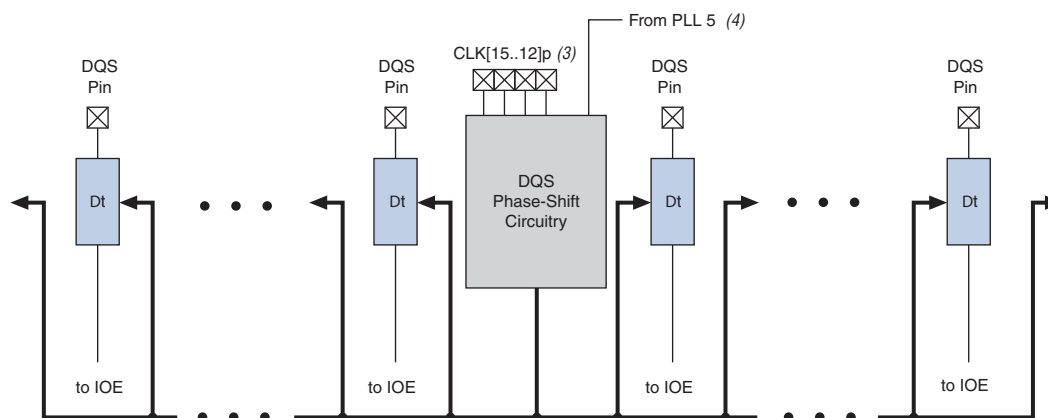 From PLL 5 (4)
CLK[15..12]p (3)
DQS
Pin
DQS
Pin
DQS
Pin
DQS
Pin
Dt
Dt
DQS
Phase-Shift
Circuitry
Dt
Dt
to IOE
to IOE
to IOE
to IOE